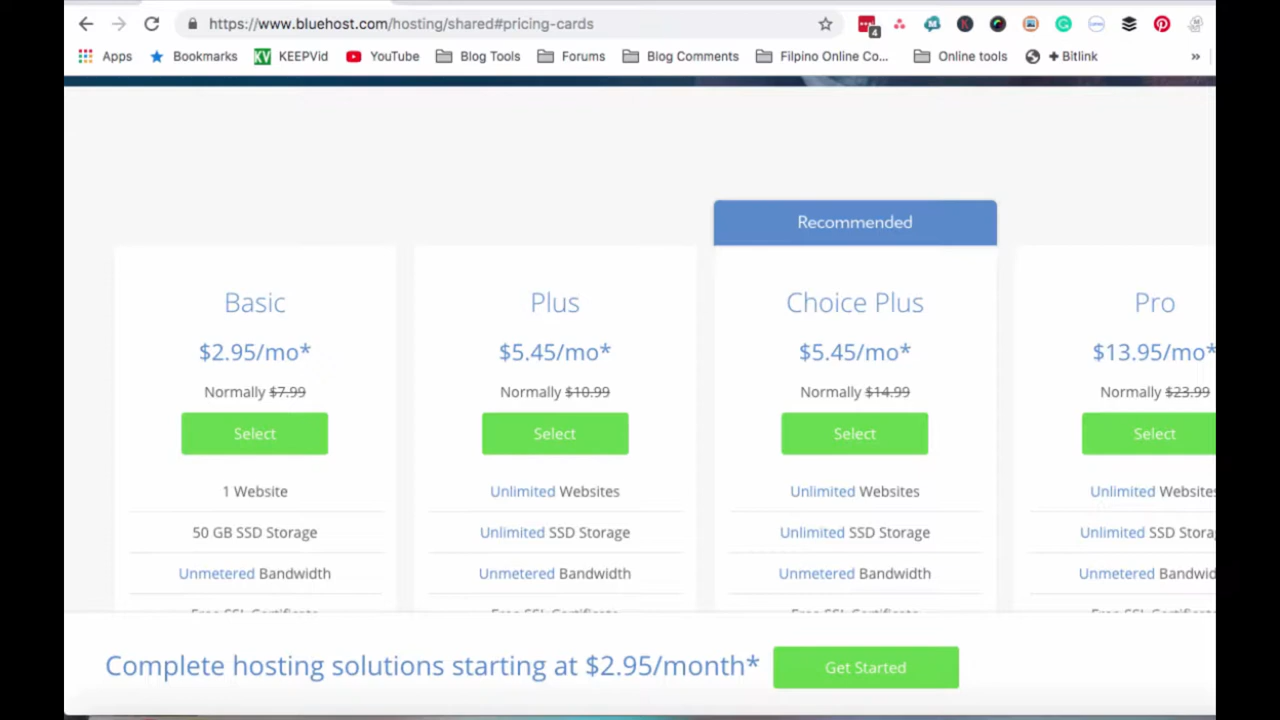 https://www.bluehost.com/hosting/shared#pricing-cards
4
Apps Bookmarks KV KEEPVid YouTube Blog Tools Forums Blog Comments Filpino Online Co... Online tools + Bitlink »
Recommended
Basic Plus Choice Plus Pro
$2.95/mo* $5.45/mo* $5.45/mo* $13.95/mo*
Normally $7.99 Normally $10.99 Normally $14.99 Normally $23.99
Select Select Select Select
1 Website Unlimited Websites Unlimited Websites Unlimited Websites
50 GB SSD Storage Unlimited SSD Storage Unlimited SSD Storage Unlimited SSD Stora
Unmetered Bandwidth Unmetered Bandwidth Unmetered Bandwidth Unmetered Bandwid
Complete hosting solutions starting at $2.95/month* Get Started